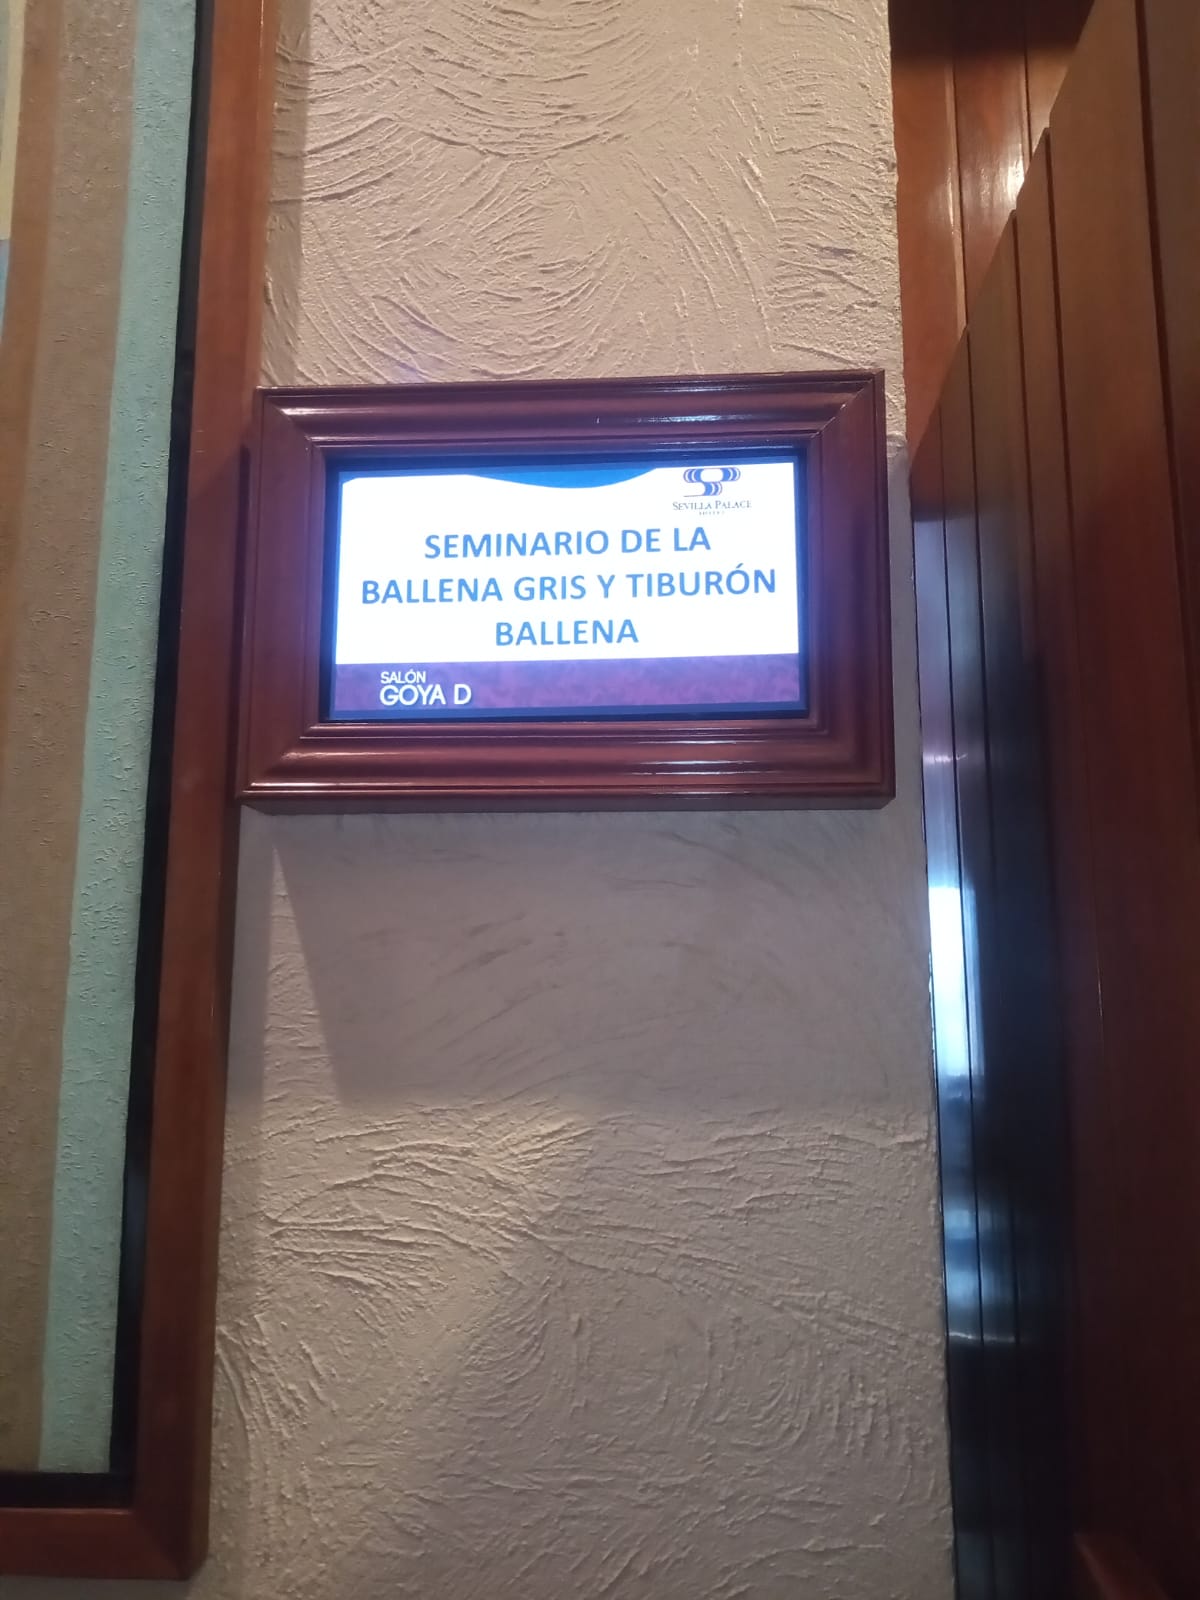 SEVILLA PALACE
SEMINARIO DE LA
BALLENA GRIS Y TIBURÓN
BALLENA
SALÓN
GOYA D